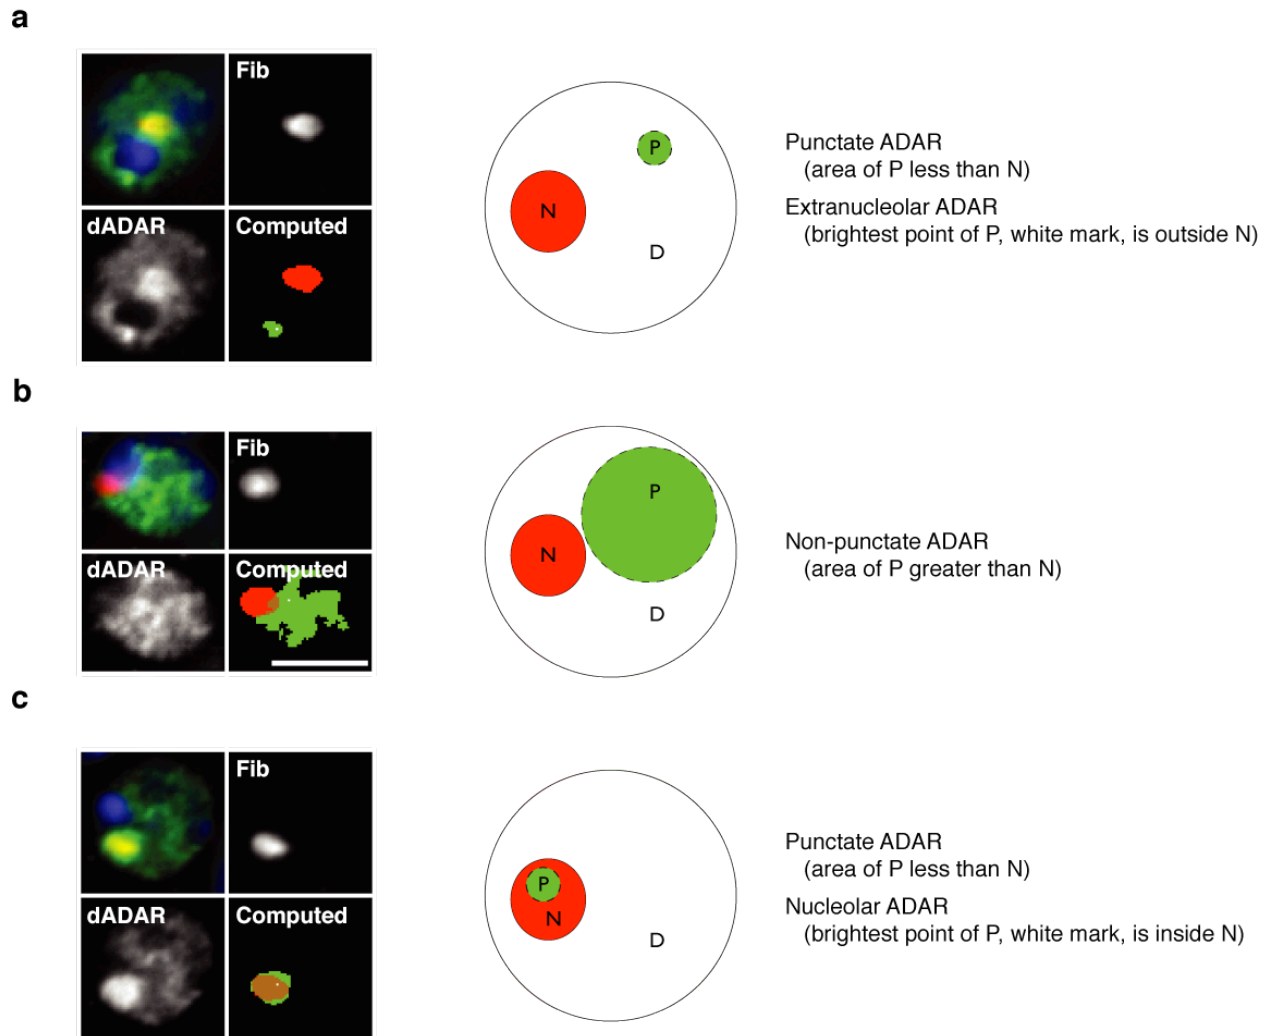 a
Fib
dADAR
Computed
P
N
D
Punctate ADAR
(area of P less than N)
Extranucleolar ADAR
(brightest point of P, white mark, is outside N)
b
Fib
dADAR
Computed
P
N
D
Non-punctate ADAR
(area of P greater than N)
c
Fib
dADAR
Computed
P
N
D
Punctate ADAR
(area of P less than N)
Nucleolar ADAR
(brightest point of P, white mark, is inside N)